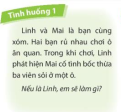 Tình huống 1
Linh và Mai là bạn cùng
xóm. Hai bạn rủ nhau chơi ô
ăn quan. Trong khi chơi, Linh
phát hiện Mai cố tình bốc thừa
ba viên sỏi ở một ô.
Nếu là Linh, em sẽ làm gì?